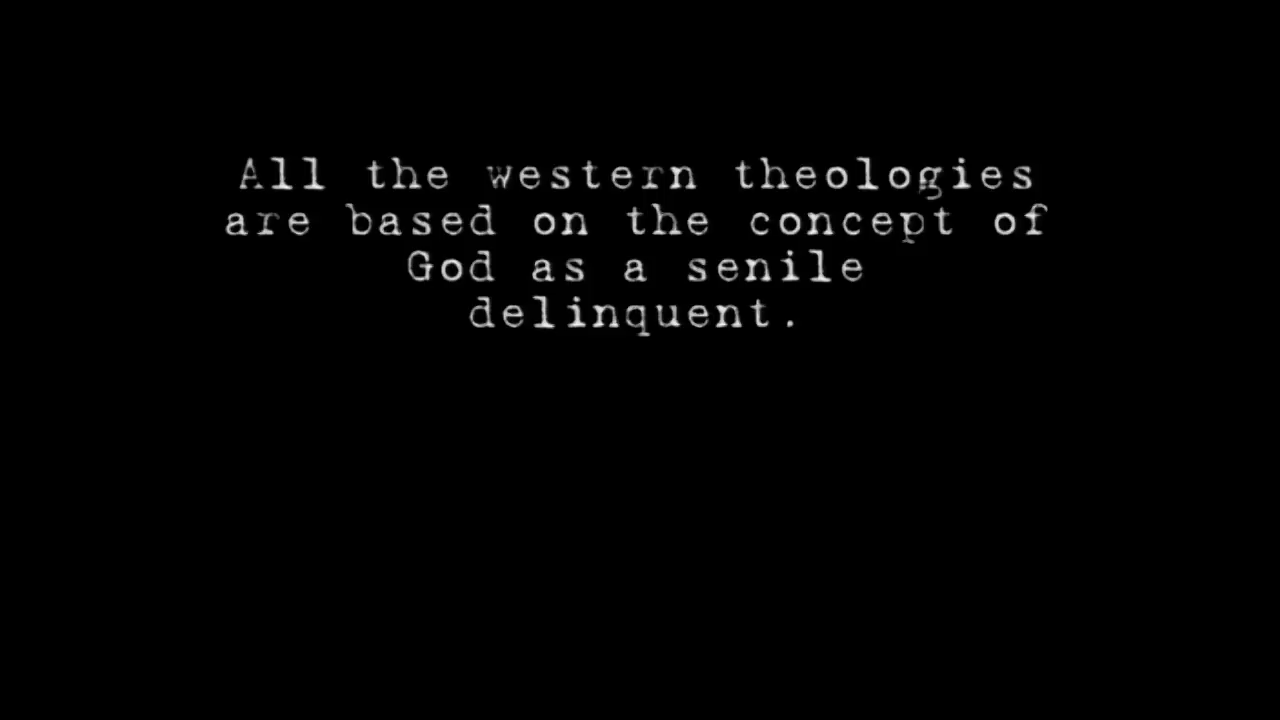 All the western theologies
are based on the concept of
God as a senile
delinquent.